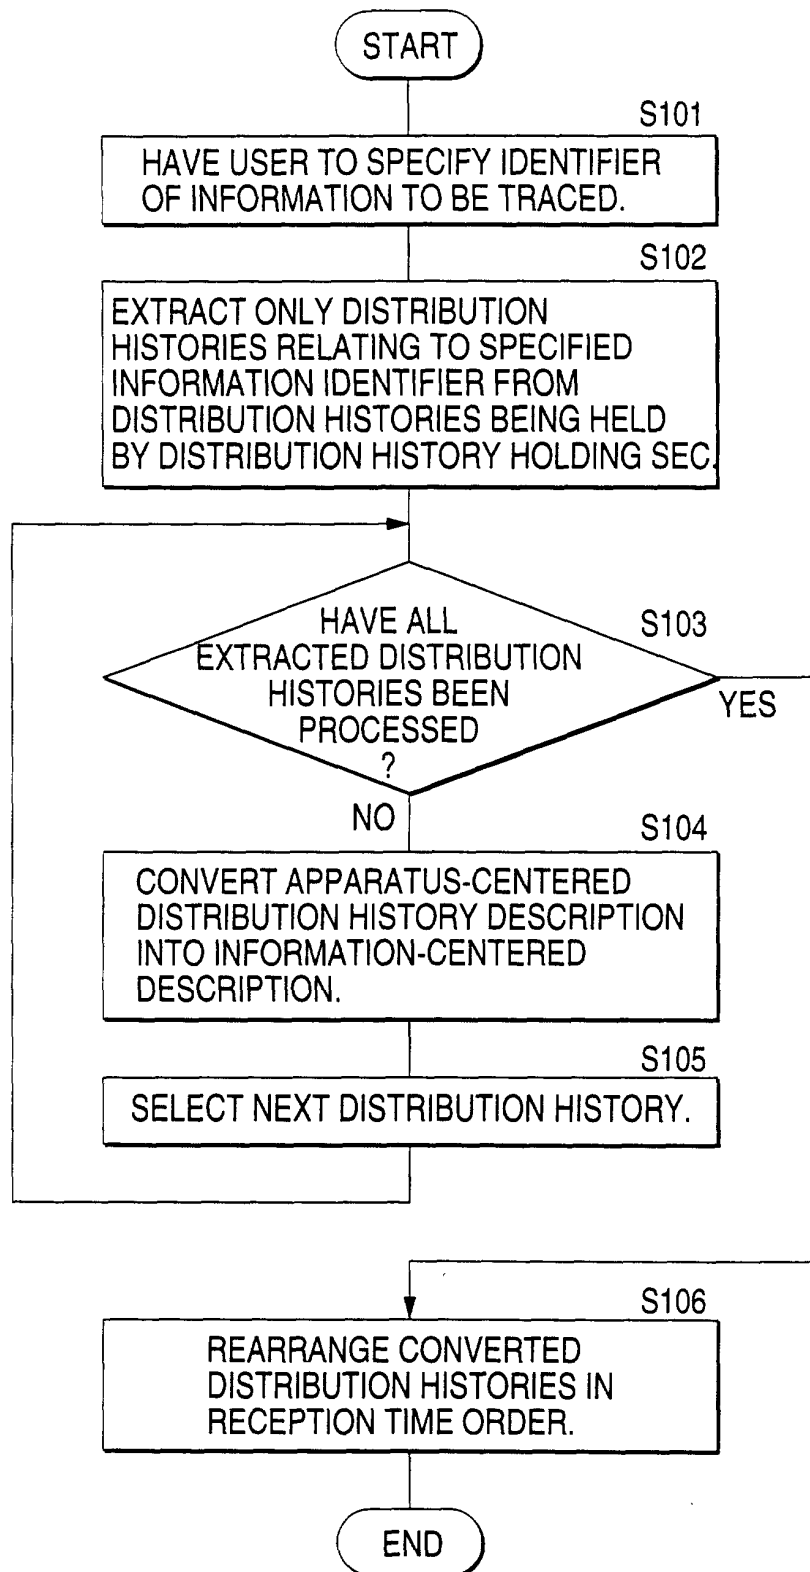 START
S101
HAVE USER TO SPECIFY IDENTIFIER
OF INFORMATION TO BE TRACED.
S102
EXTRACT ONLY DISTRIBUTION
HISTORIES RELATING TO SPECIFIED
INFORMATION IDENTIFIER FROM
DISTRIBUTION HISTORIES BEING HELD
BY DISTRIBUTION HISTORY HOLDING SEC.
S103
HAVE ALL
EXTRACTED DISTRIBUTION
HISTORIES BEEN
PROCESSED
?
YES
NO
S104
CONVERT APPARATUS-CENTERED
DISTRIBUTION HISTORY DESCRIPTION
INTO INFORMATION-CENTERED
DESCRIPTION.
S105
SELECT NEXT DISTRIBUTION HISTORY.
S106
REARRANGE CONVERTED
DISTRIBUTION HISTORIES IN
RECEPTION TIME ORDER.
END